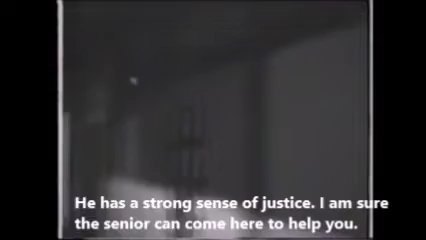 He has a strong sense of justice. I am sure
the senior can come here to help you.